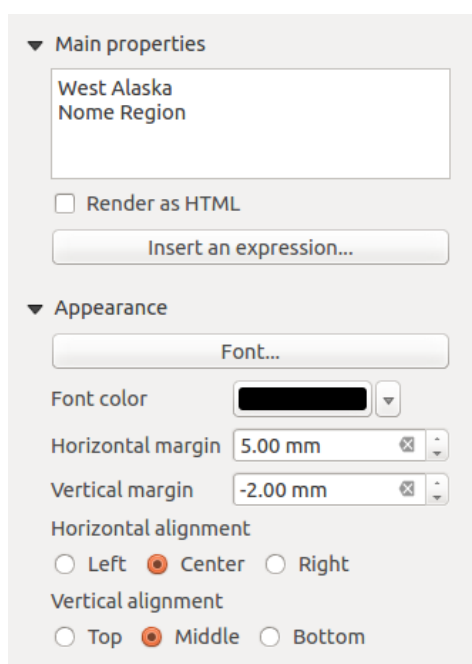 Main properties
West Alaska
Nome Region
Render as HTML
Insert an expression...
Appearance
Font...
Font color
Horizontal margin 5.00 mm
Vertical margin -2.00 mm
Horizontal alignment
Left Center Right
Vertical alignment
Top Middle Bottom